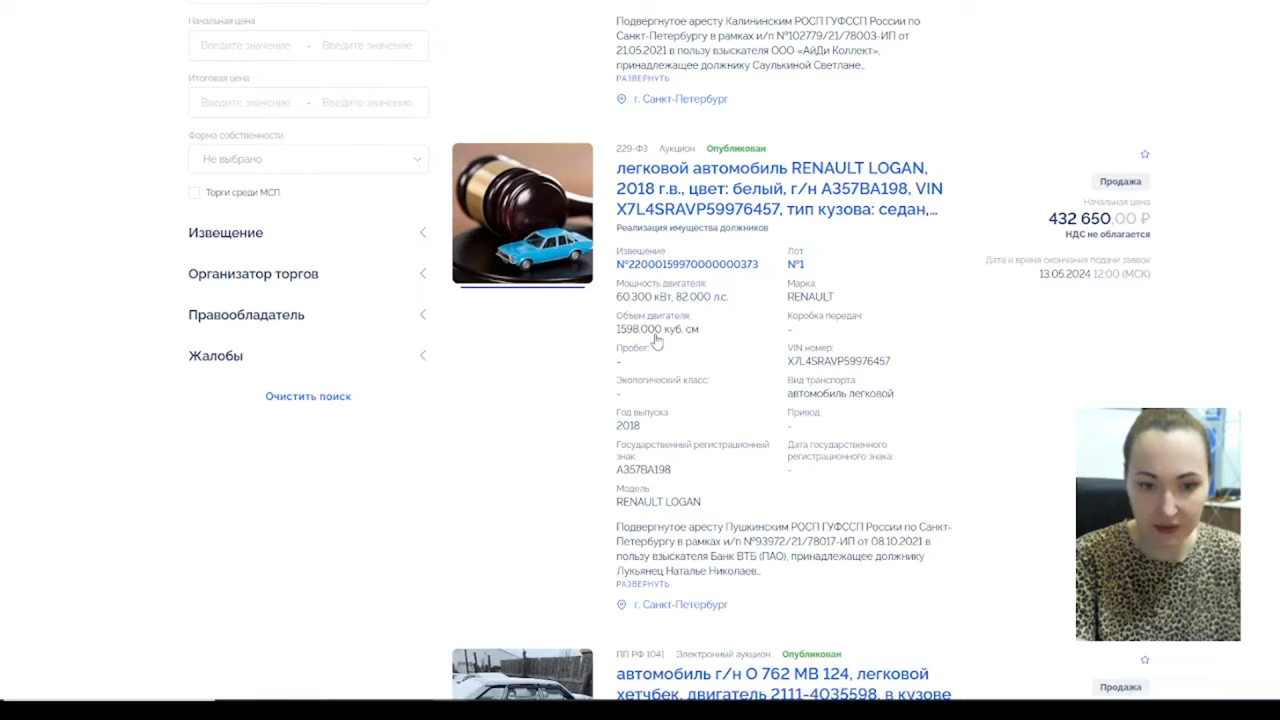 Начальная цена
Введите значение - Введите значение
Итоговая цена
Введите значение - Введите значение
Форма собственности
Не выбрано
Торги среди МСП
Извещение
Организатор торгов
Правообладатель
Жалобы
Очистить поиск
Подвергнутое аресту Калининским РОСП ГУФССП России по
Санкт-Петербургу в рамках и/п №102779/21/78003-ИП от
21.05.2021 в пользу взыскателя ООО «АйДи Коллект»,
принадлежащее должнику Саулькиной Светлане...
РАЗВЕРНУТЬ
г. Санкт-Петербург
229-ФЗ Аукцион Опубликован
легковой автомобиль RENAULT LOGAN,
2018 г.в., цвет: белый, г/н А357ВА198, VIN
X7L4SRAVP59976457, тип кузова: седан,...
Реализация имущества должников
Извещение Лот
№22000159970000000373 №1
Мощность двигателя: Марка:
60.300 кВт, 82.000 л.с. RENAULT
Объем двигателя: Коробка передач:
1598.000 куб. см -
Пробег: VIN номер:
- X7L4SRAVP59976457
Экологический класс: Вид транспорта:
- автомобиль легковой
Год выпуска: Привод:
2018 -
Государственный регистрационный Дата государственного
знак: регистрационного знака:
А357ВА198 -
Модель:
RENAULT LOGAN
Подвергнутое аресту Пушкинским РОСП ГУФССП России по Санкт-
Петербургу в рамках и/п №93972/21/78017-ИП от 08.10.2021 в
пользу взыскателя Банк ВТБ (ПАО), принадлежащее должнику
Лукьянец Наталье Николаев...
РАЗВЕРНУТЬ
г. Санкт-Петербург
Продажа
Начальная цена
432 650,00 ₽
НДС не облагается
Дата и время окончания подачи заявок
13.05.2024 12:00 (МСК)
ПП РФ 1041 Электронный аукцион Опубликован
автомобиль г/н О 762 МВ 124, легковой
хетчбек, двигатель 2111-4035598, в кузове
Продажа